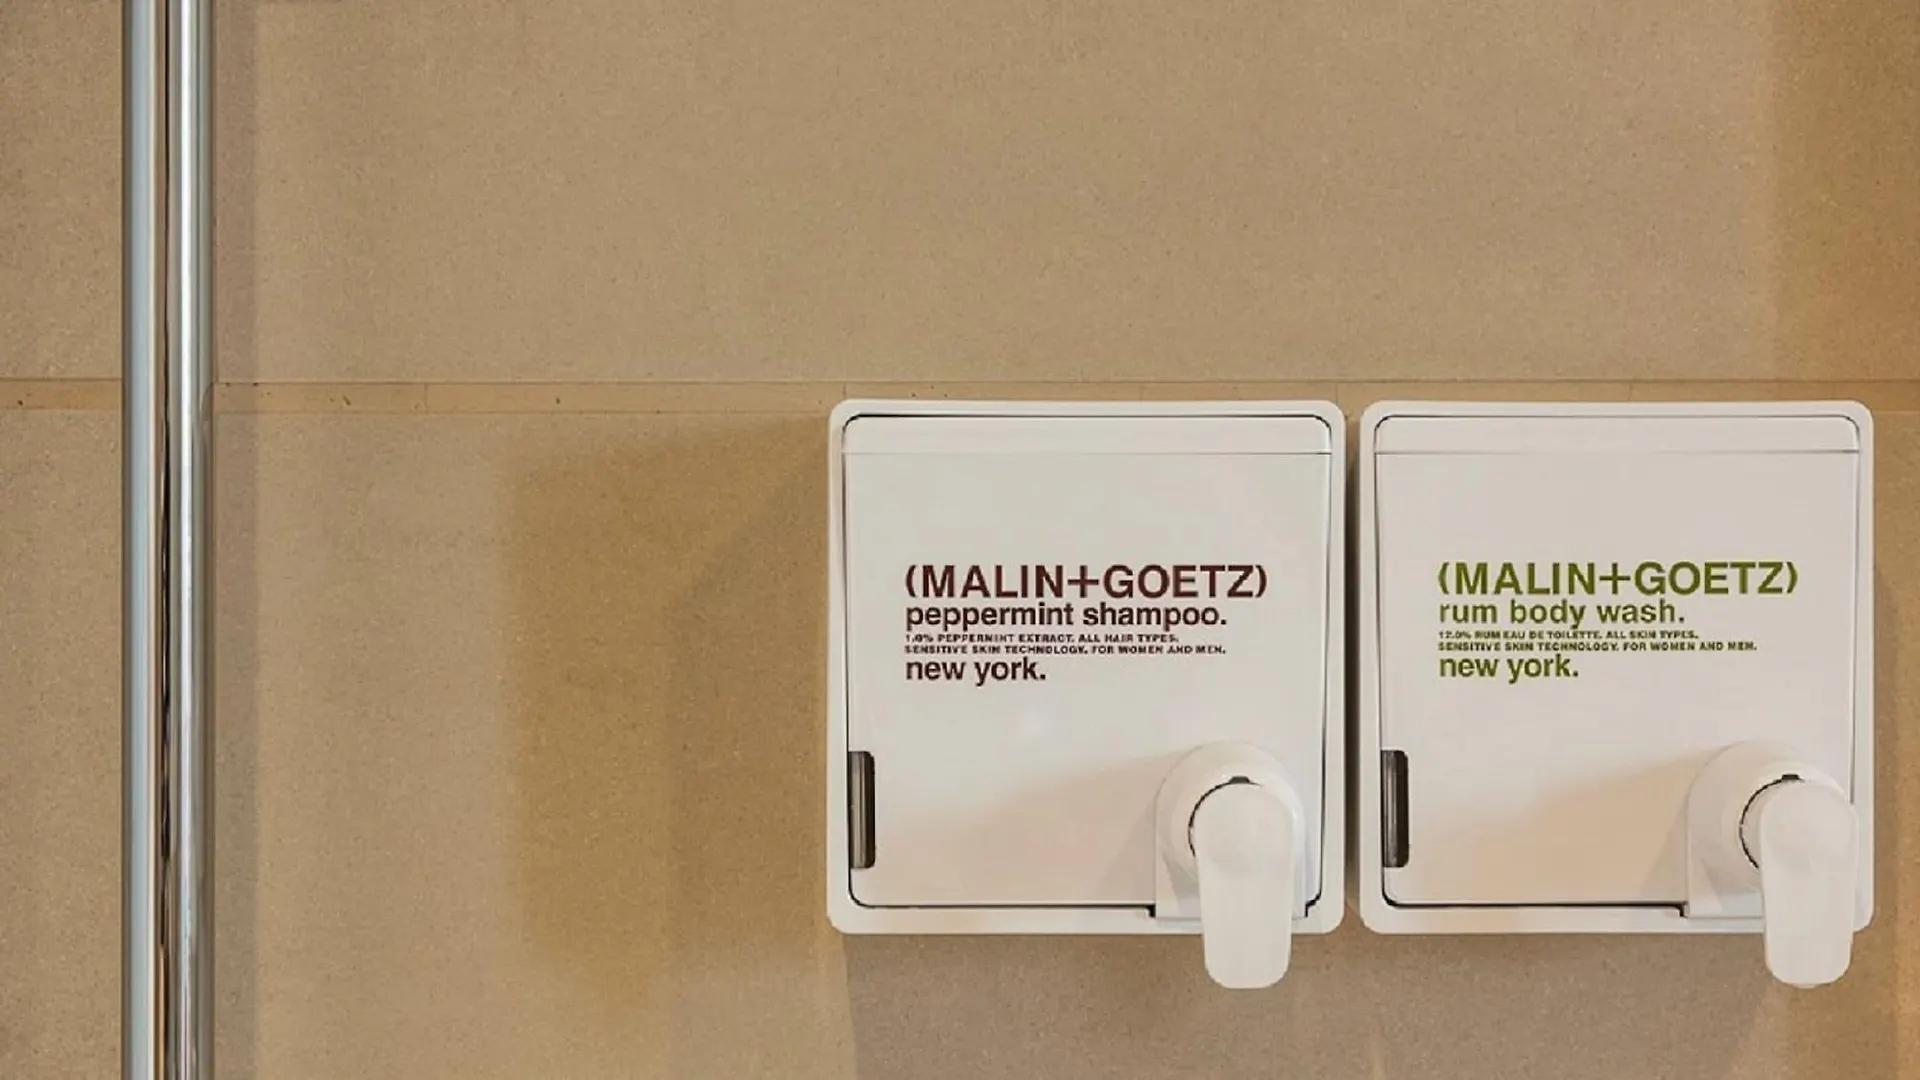 (MALIN+GOETZ)
peppermint shampoo.
1.0% PEPPERMINT EXTRACT. ALL HAIR TYPES.
SENSITIVE SKIN TECHNOLOGY. FOR WOMEN AND MEN.
new york.
(MALIN+GOETZ)
rum body wash.
12.0% RUM EAU DE TOILETTE. ALL SKIN TYPES.
SENSITIVE SKIN TECHNOLOGY. FOR WOMEN AND MEN.
new york.